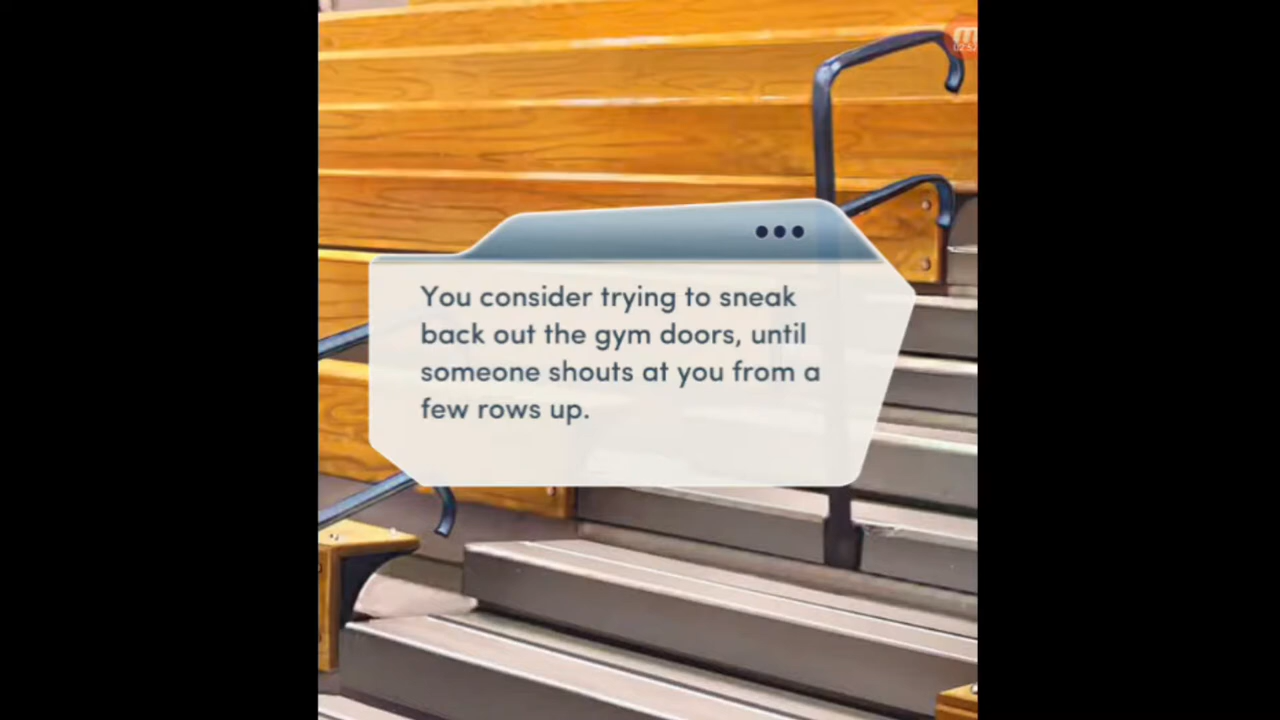 You consider trying to sneak
back out the gym doors, until
someone shouts at you from a
few rows up.